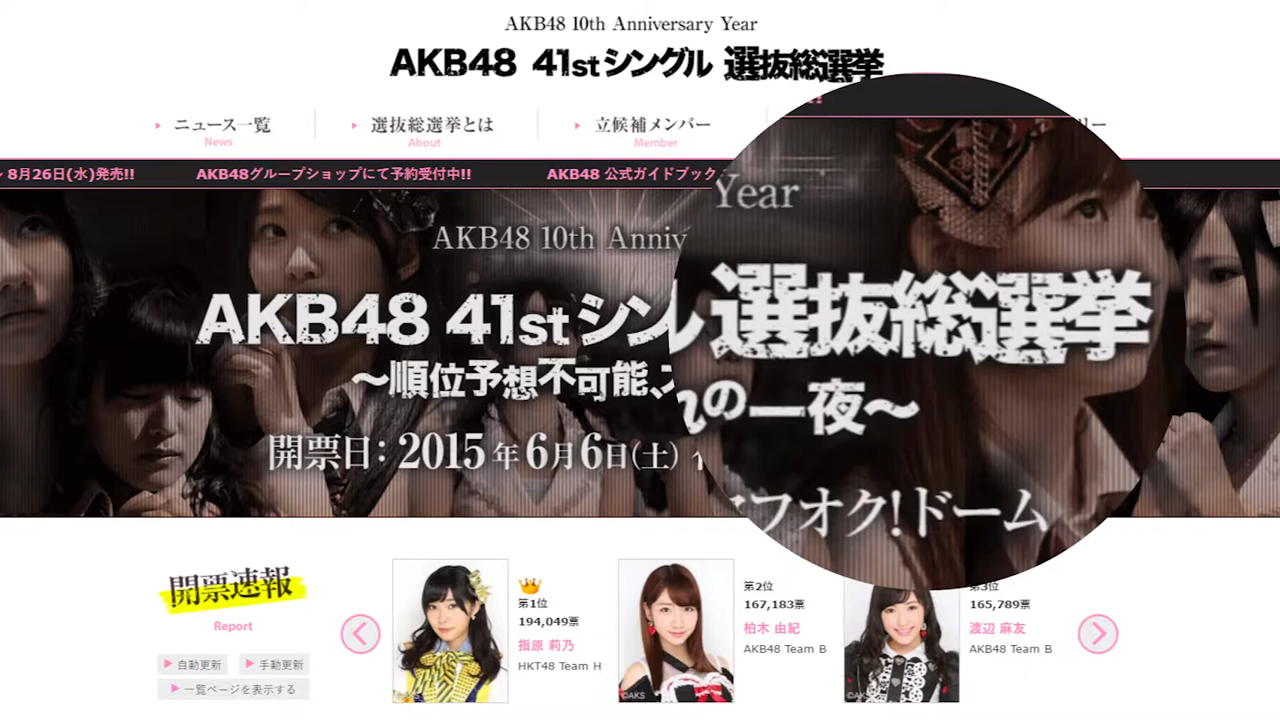 AKB48 10th Anniversary Year
AKB48 41stシングル 選抜総選挙
ニュース一覧
News
選抜総選挙とは
About
立候補メンバー
Member
リー
8月26日(水)発売!!
AKB48グループショップにて予約受付中!!
AKB48 公式ガイドブック
AKB48 10th Anniv
Year
AKB48 41stシングル 選抜総選挙
〜順位予想不可能、
の一夜〜
開票日：2015年6月6日(土)
フオク!ドーム
開票速報
Report
自動更新
手動更新
一覧ページを表示する
第1位
194,049票
指原 莉乃
HKT48 Team H
©AKS
第2位
167,183票
柏木 由紀
AKB48 Team B
©AKS
第3位
165,789票
渡辺 麻友
AKB48 Team B
©AKS